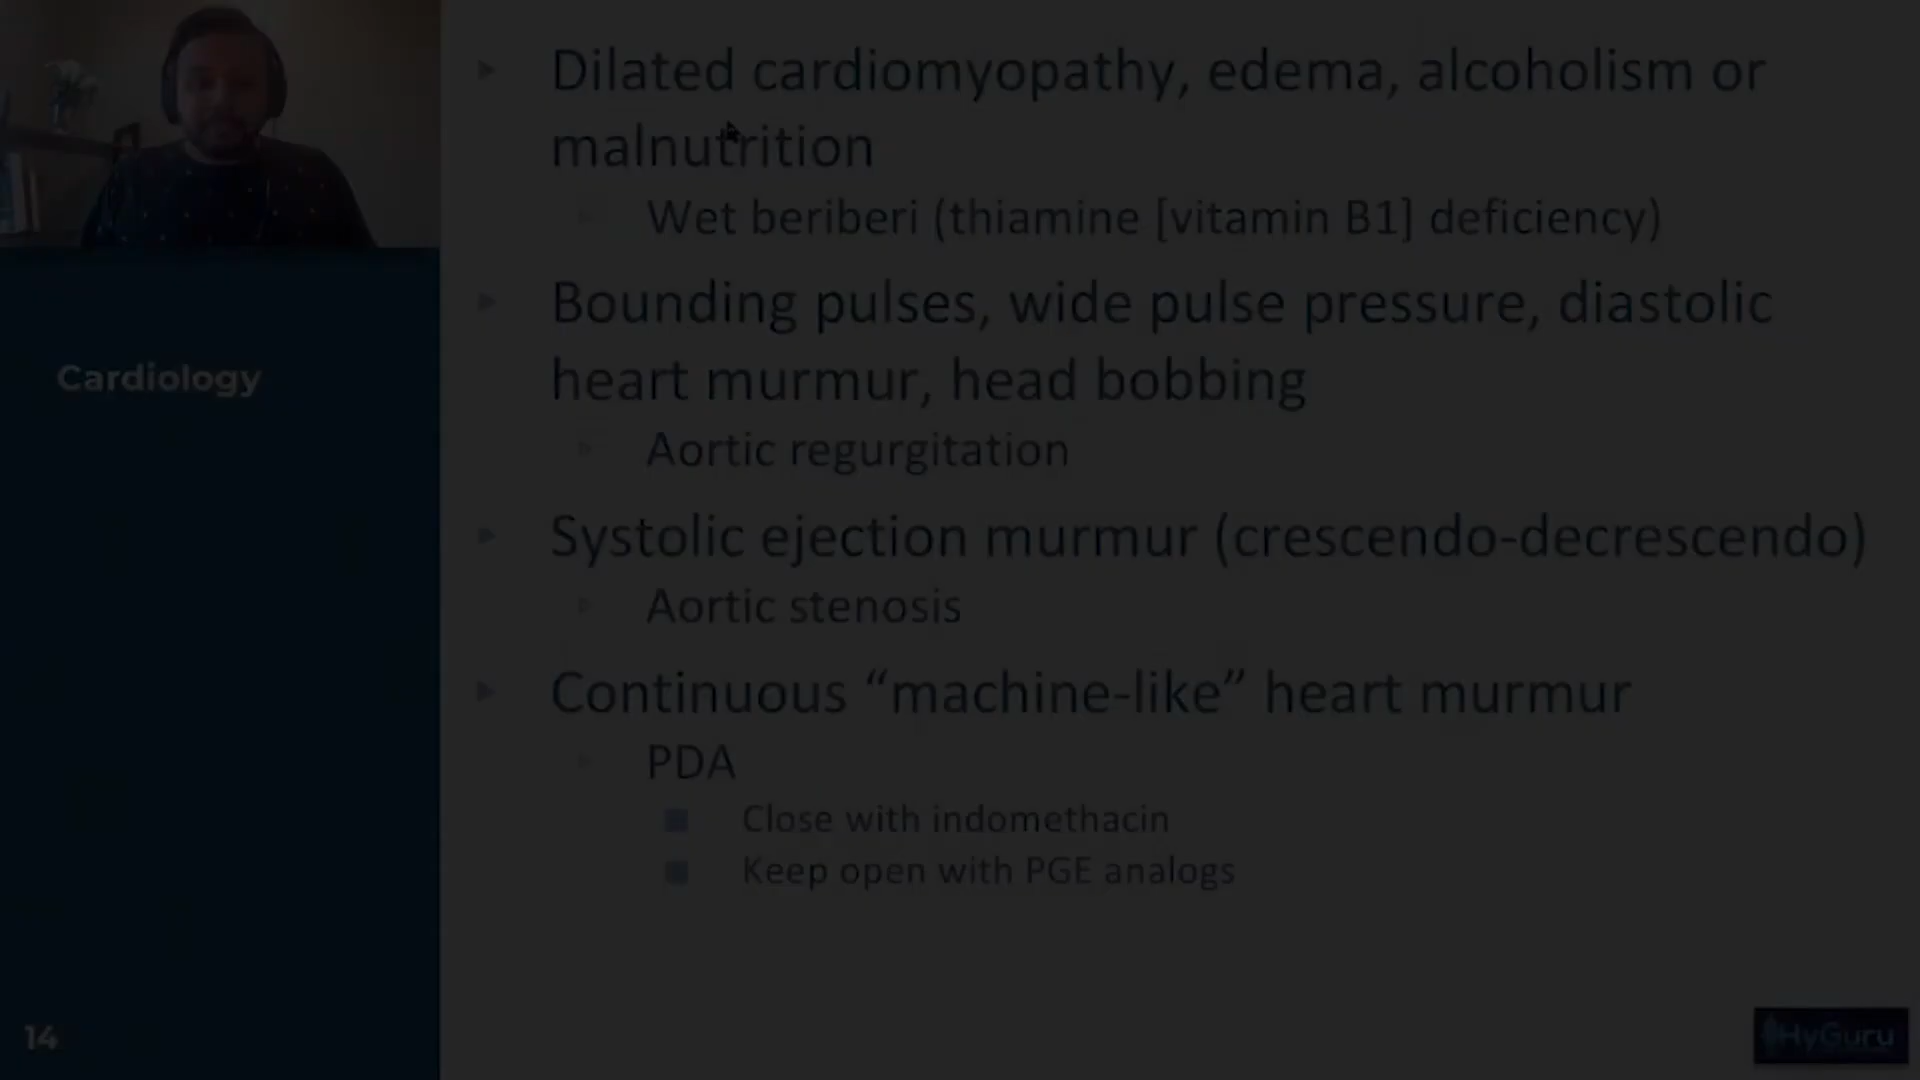 Dilated cardiomyopathy, edema, alcoholism or
malnutrition
Wet beriberi (thiamine [vitamin B1] deficiency)
Bounding pulses, wide pulse pressure, diastolic
heart murmur, head bobbing
Aortic regurgitation
Systolic ejection murmur (crescendo-decrescendo)
Aortic stenosis
Continuous “machine-like” heart murmur
PDA
Close with indomethacin
Keep open with PGE analogs
Cardiology
14
HyGuru